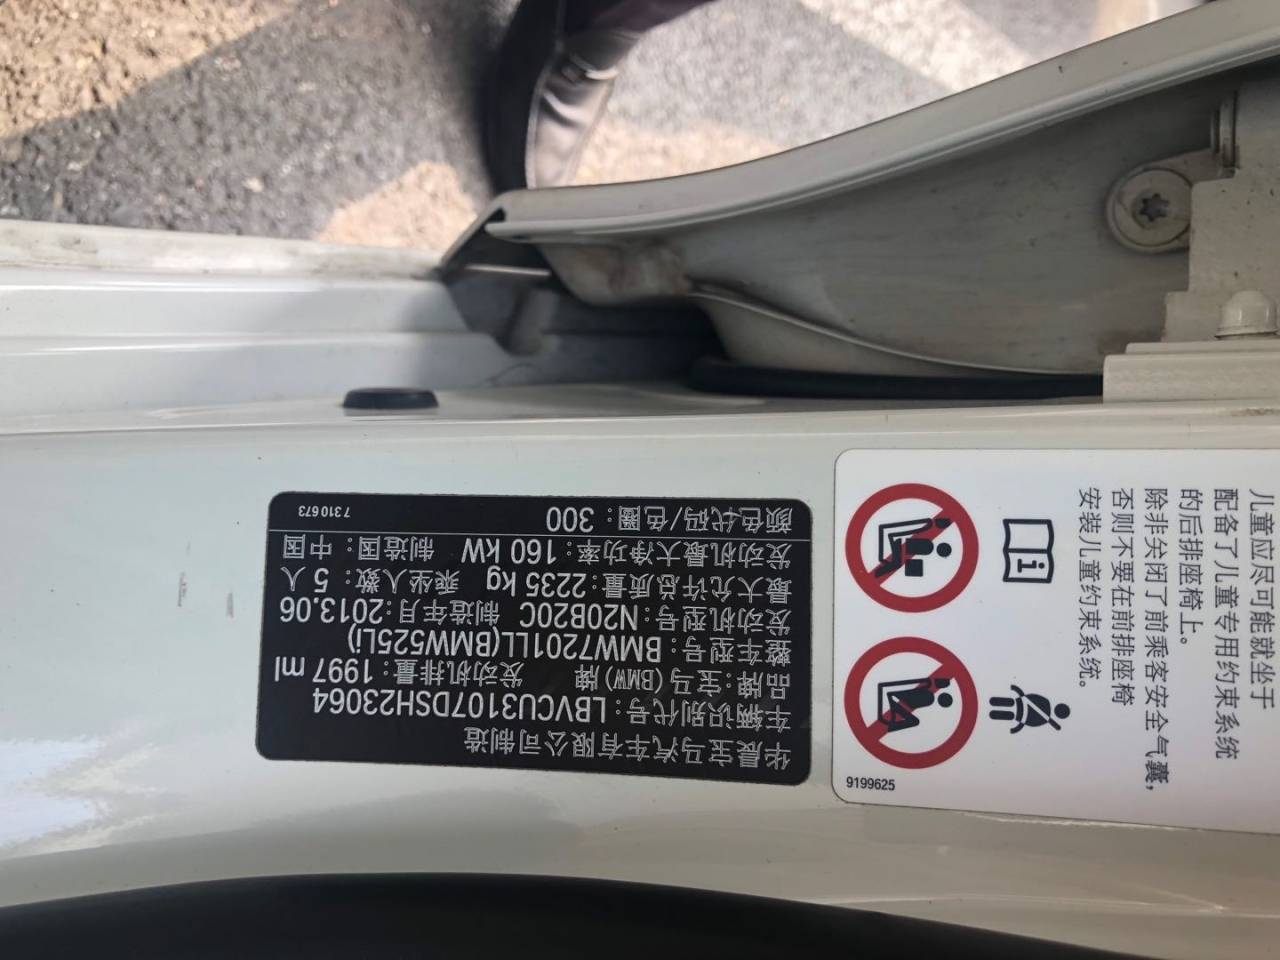 华晨宝马汽车有限公司制造
车辆识别代号：LBVCU3107DSH23064
品牌：宝马(BMW)牌 发动机排量：1997 ml
整车型号：BMW7201LL(BMW525Li)
发动机型号：N20B20C 制造年月：2013.06
最大允许总质量：2235 kg 乘坐人数：5 人
发动机最大净功率：160 kW 制造国：中国
颜色代码/色圈：300
7310673
儿童应尽可能就坐于
配备了儿童专用约束系统
的后排座椅上。
除非关闭了前乘客安全气囊，
否则不要在前排座椅
安装儿童约束系统。
9199625